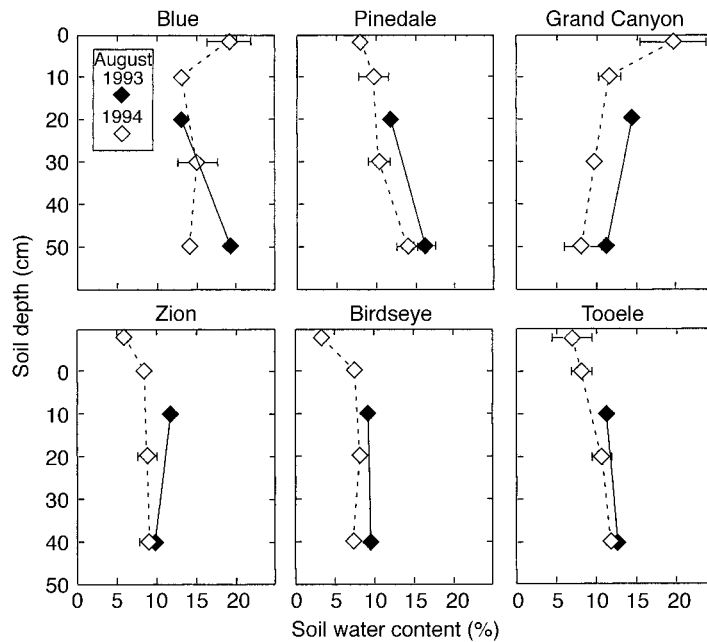 Blue Pinedale Grand Canyon
0
10
20
30
40
50
August
1993
1994
Soil depth (cm)
Zion Birdseye Tooele
0
10
20
30
40
50
0 5 10 15 20 0 5 10 15 20 0 5 10 15 20
Soil water content (%)